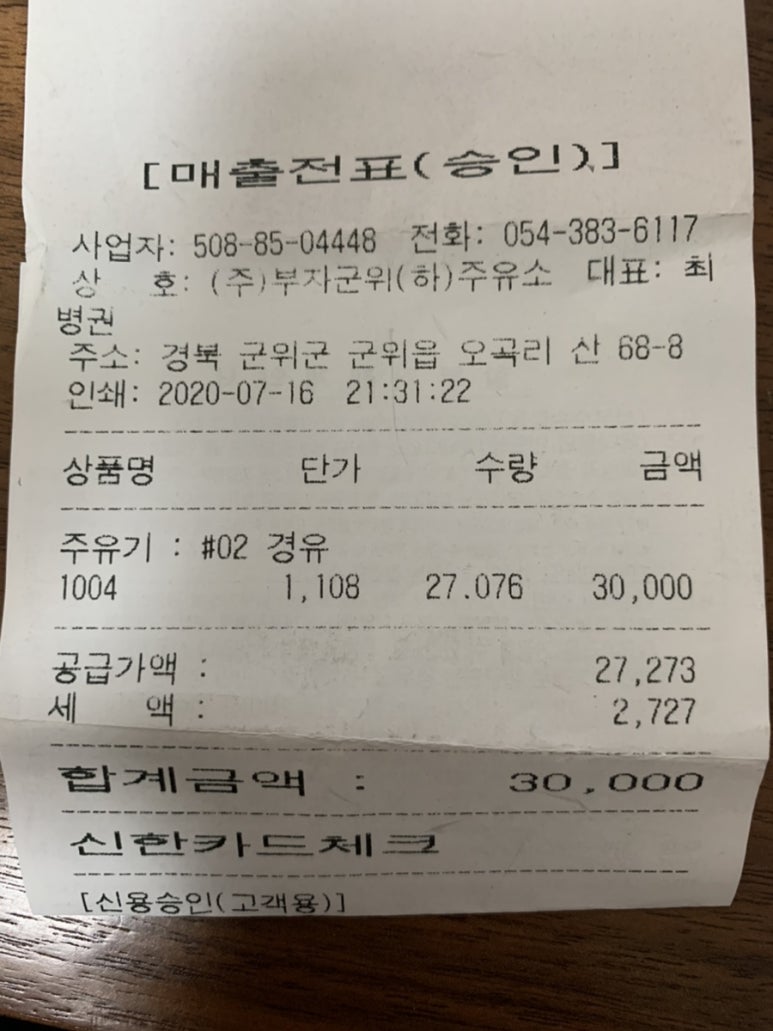 [매출전표(승인)]
사업자: 508-85-04448 전화: 054-383-6117
상 호: (주)부자군위(하)주유소 대표: 최
병권
주소: 경북 군위군 군위읍 오곡리 산 68-8
인쇄: 2020-07-16 21:31:22
상품명 단가 수량 금액
주유기 : #02 경유
1004 1,108 27.076 30,000
공급가액 : 27,273
세 액 : 2,727
합계금액 : 30,000
신한카드체크
[신용승인(고객용)]